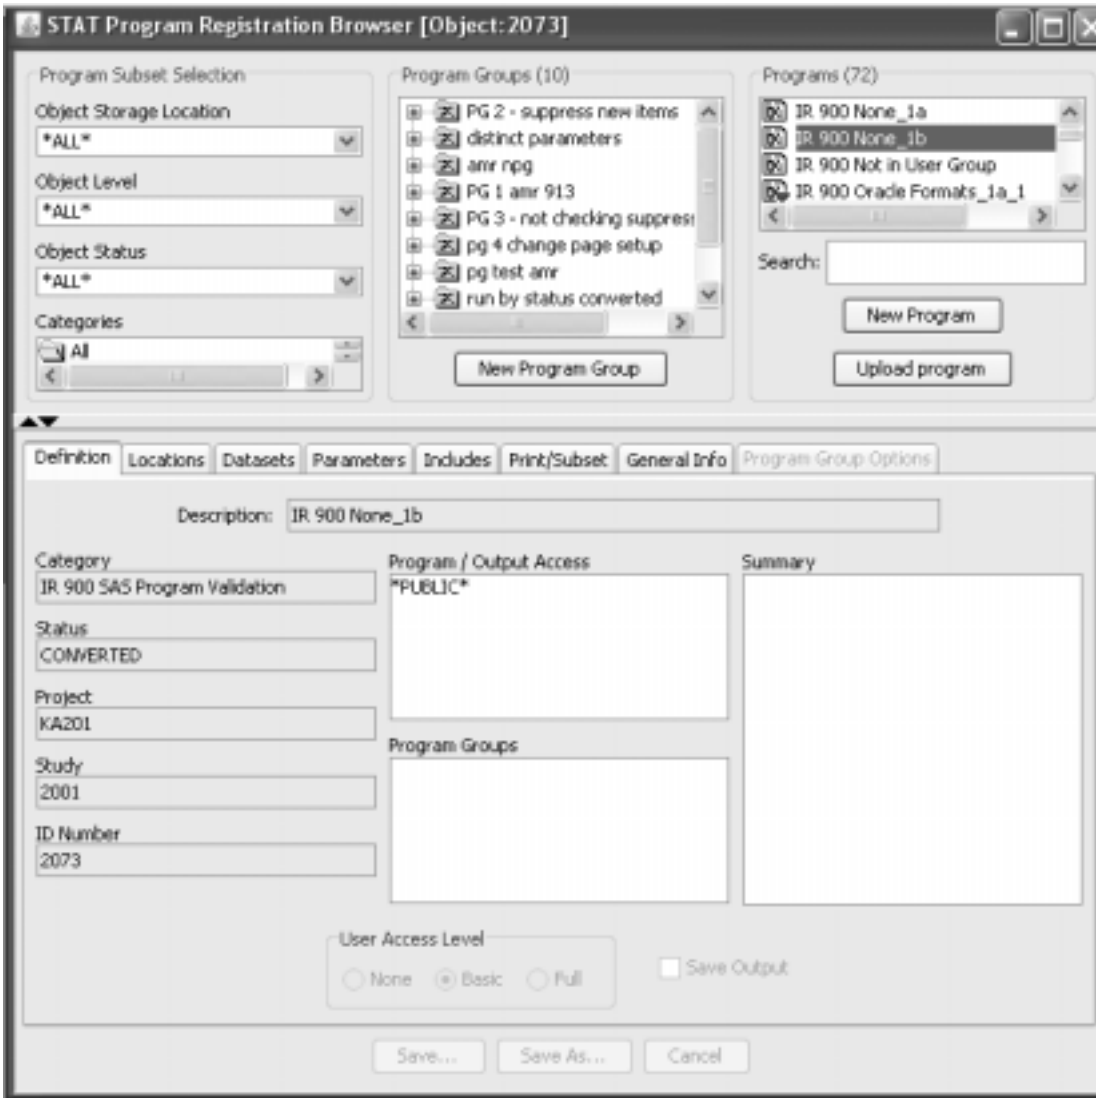 STAT Program Registration Browser [Object:2073]
Program Subset Selection
Object Storage Location
*ALL*
Object Level
*ALL*
Object Status
*ALL*
Categories
All
Program Groups (10)
PG 2 - suppress new items
distinct parameters
amr npg
PG 1 amr 913
PG 3 - not checking suppress
pg 4 change page setup
pg test amr
run by status converted
New Program Group
Programs (72)
IR 900 None_1a
IR 900 None_1b
IR 900 Not in User Group
IR 900 Oracle Formats_1a_1
Search:
New Program
Upload program
Definition Locations Datasets Parameters Includes Print/Subset General Info Program Group Options
Description: IR 900 None_1b
Category
IR 900 SAS Program Validation
Status
CONVERTED
Project
KA201
Study
2001
ID Number
2073
Program / Output Access
*PUBLIC*
Program Groups
Summary
User Access Level
None Basic Full
Save Output
Save... Save As... Cancel